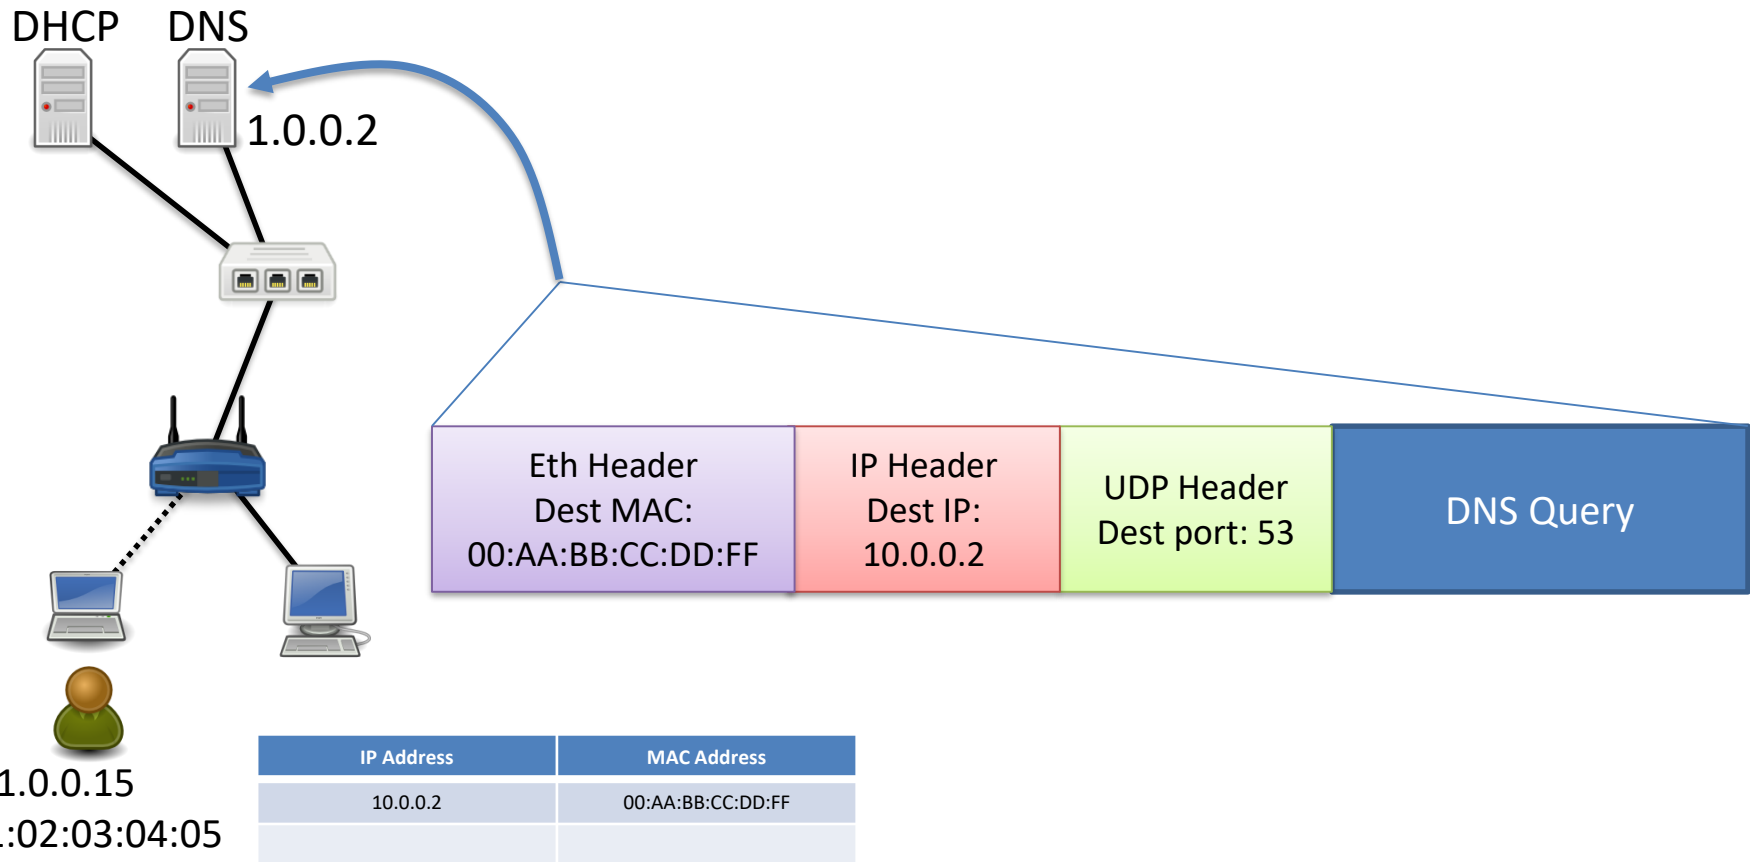 DHCP DNS
1.0.0.2
Eth Header
Dest MAC:
00:AA:BB:CC:DD:FF
IP Header
Dest IP:
10.0.0.2
UDP Header
Dest port: 53
DNS Query
1.0.0.15
:02:03:04:05
IP Address MAC Address
10.0.0.2 00:AA:BB:CC:DD:FF